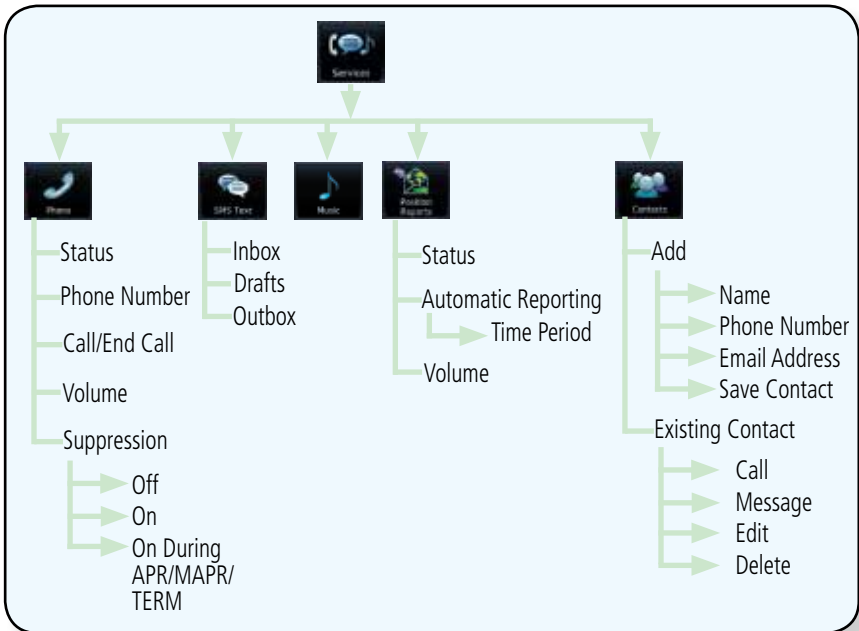 Services
Phone
SMS Text
Music
Position
Reports
Contacts
Status
Phone Number
Call/End Call
Volume
Suppression
Off
On
On During
APR/MAPR/
TERM
Inbox
Drafts
Outbox
Status
Automatic Reporting
Time Period
Volume
Add
Name
Phone Number
Email Address
Save Contact
Existing Contact
Call
Message
Edit
Delete